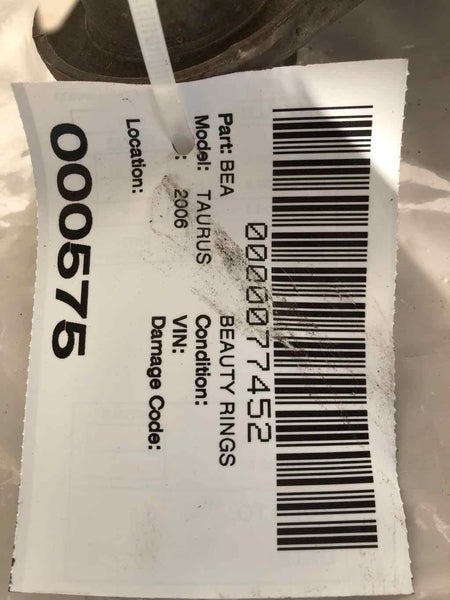 0000077452
Part: BEA BEAUTY RINGS
Model: TAURUS Condition:
: 2006 VIN:
Damage Code:
Location:
000575